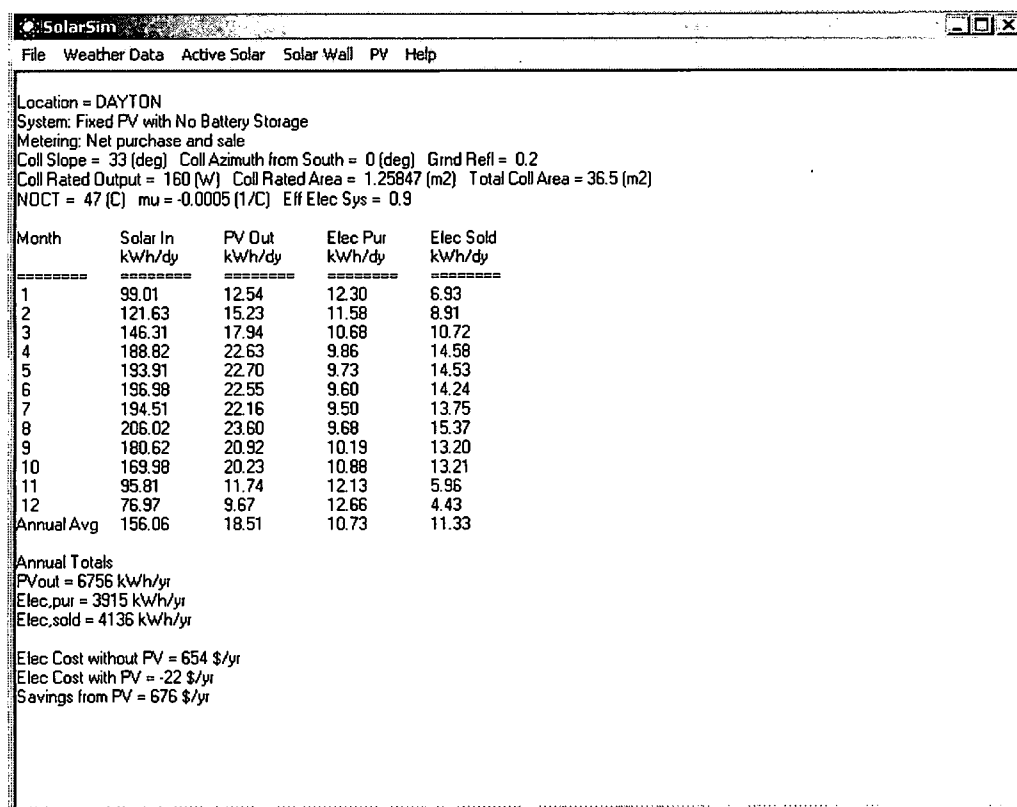 SolarSim
File Weather Data Active Solar Solar Wall PV Help
Location = DAYTON
System: Fixed PV with No Battery Storage
Metering: Net purchase and sale
Coll Slope = 33 (deg) Coll Azimuth from South = 0 (deg) Grnd Refl = 0.2
Coll Rated Output = 160 (W) Coll Rated Area = 1.25847 (m2) Total Coll Area = 36.5 (m2)
NOCT = 47 (C) mu = -0.0005 (1/C) Eff Elec Sys = 0.9
Month Solar In PV Out Elec Pur Elec Sold
kWh/dy kWh/dy kWh/dy kWh/dy
======== ======== ======== ======== ========
1 99.01 12.54 12.30 6.93
2 121.63 15.23 11.58 8.91
3 146.31 17.94 10.68 10.72
4 188.82 22.63 9.86 14.58
5 193.91 22.70 9.73 14.53
6 196.98 22.55 9.60 14.24
7 194.51 22.16 9.50 13.75
8 206.02 23.60 9.68 15.37
9 180.62 20.92 10.19 13.20
10 169.98 20.23 10.88 13.21
11 95.81 11.74 12.13 5.96
12 76.97 9.67 12.66 4.43
Annual Avg 156.06 18.51 10.73 11.33
Annual Totals
PVout = 6756 kWh/yr
Elec,pur = 3915 kWh/yr
Elec,sold = 4136 kWh/yr
Elec Cost without PV = 654 $/yr
Elec Cost with PV = -22 $/yr
Savings from PV = 676 $/yr